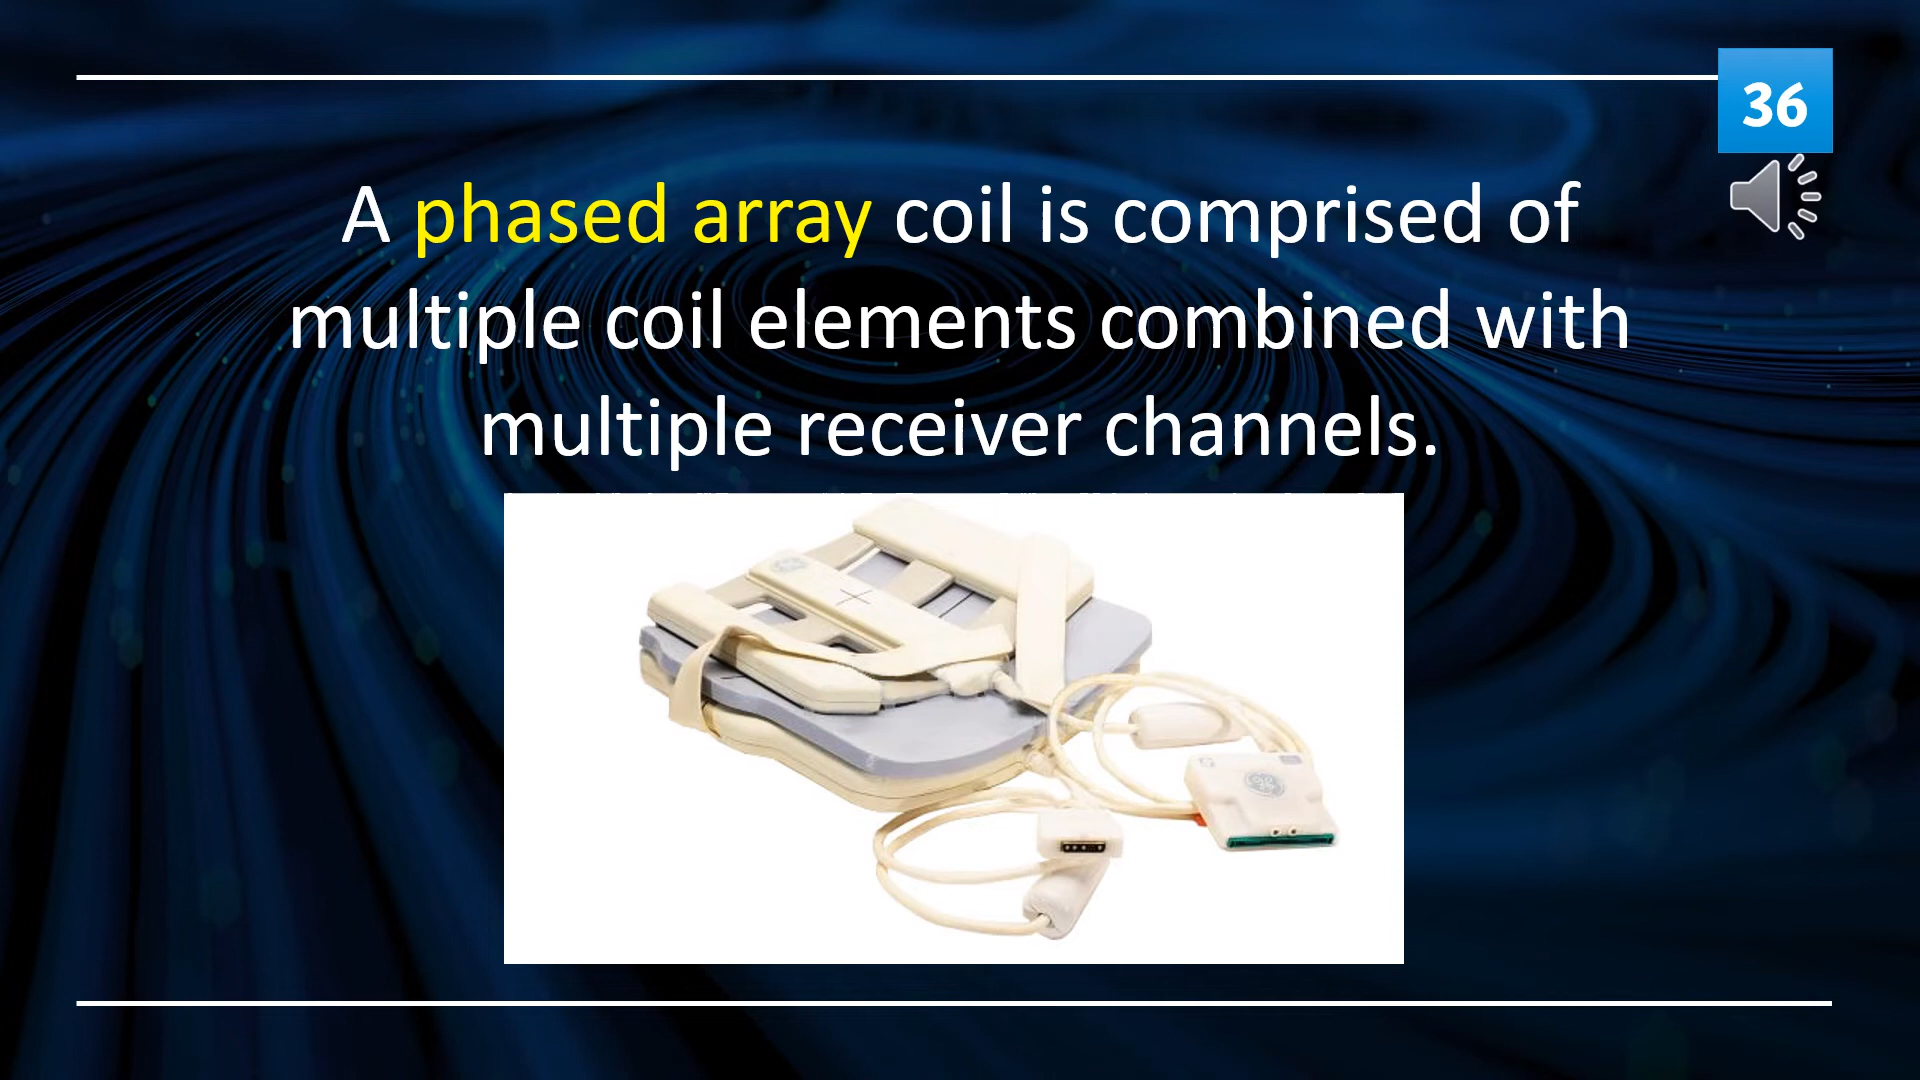 36
A phased array coil is comprised of
multiple coil elements combined with
multiple receiver channels.